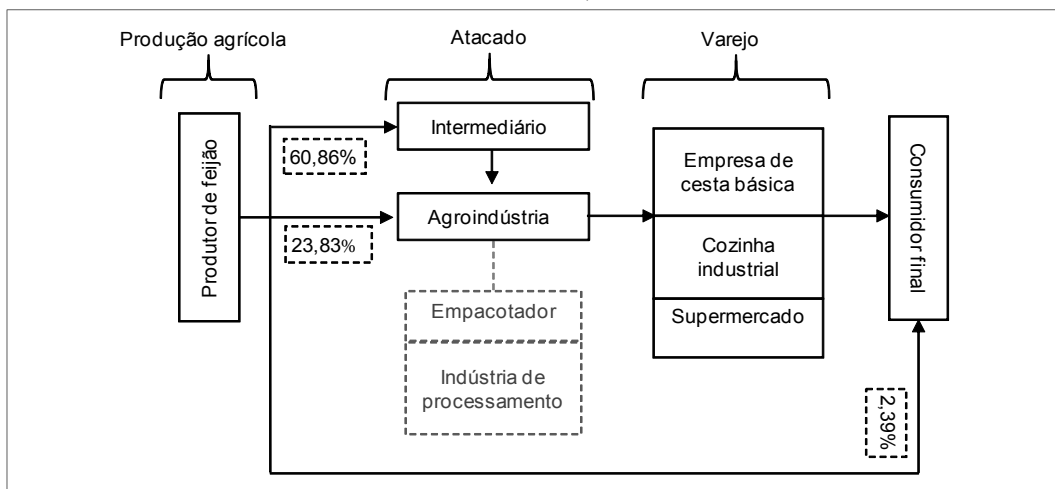 Produção agrícola
Atacado
Varejo
Produtor de feijão
60,86%
23,83%
Intermediário
Agroindústria
Empacotador
Indústria de
processamento
Empresa de
cesta básica
Cozinha
industrial
Supermercado
Consumidor final
2,39%